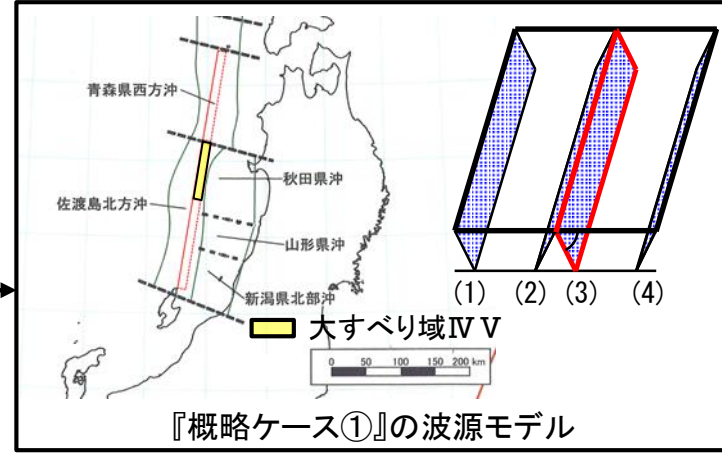 青森県西方沖
秋田県沖
佐渡島北方沖
山形県沖
新潟県北部沖
大すべり域ⅣⅤ
0 50 100 150 200 km
(1) (2) (3) (4)
『概略ケース①』の波源モデル